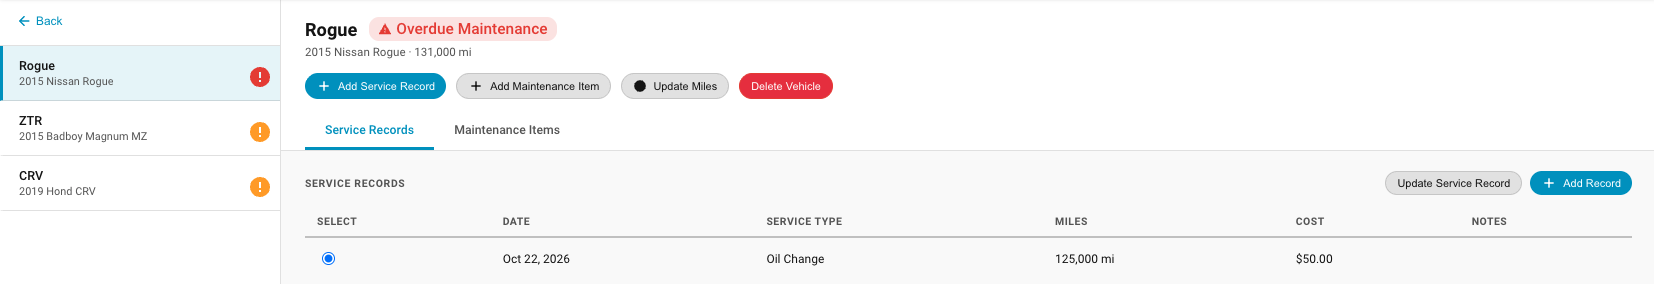 Back
Rogue
2015 Nissan Rogue
ZTR
2015 Badboy Magnum MZ
CRV
2019 Hond CRV
Rogue Overdue Maintenance
2015 Nissan Rogue · 131,000 mi
Add Service Record Add Maintenance Item Update Miles Delete Vehicle
Service Records Maintenance Items
SERVICE RECORDS Update Service Record Add Record
SELECT DATE SERVICE TYPE MILES COST NOTES
Oct 22, 2026 Oil Change 125,000 mi $50.00